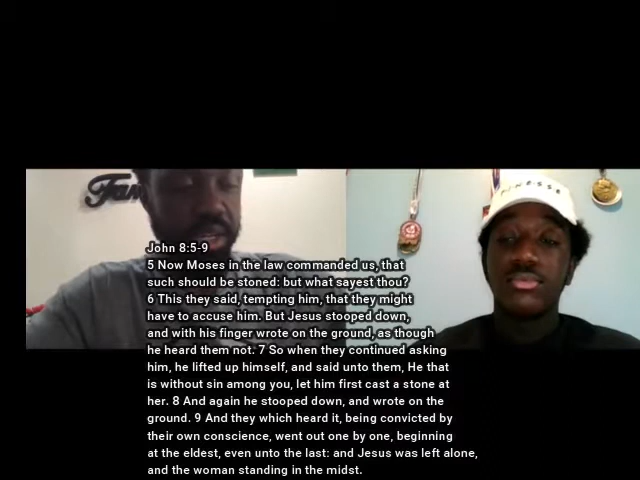 Fam
FINESSE
John 8:5-9
5 Now Moses in the law commanded us, that
such should be stoned: but what sayest thou?
6 This they said, tempting him, that they might
have to accuse him. But Jesus stooped down,
and with his finger wrote on the ground, as though
he heard them not. 7 So when they continued asking
him, he lifted up himself, and said unto them, He that
is without sin among you, let him first cast a stone at
her. 8 And again he stooped down, and wrote on the
ground. 9 And they which heard it, being convicted by
their own conscience, went out one by one, beginning
at the eldest, even unto the last: and Jesus was left alone,
and the woman standing in the midst.